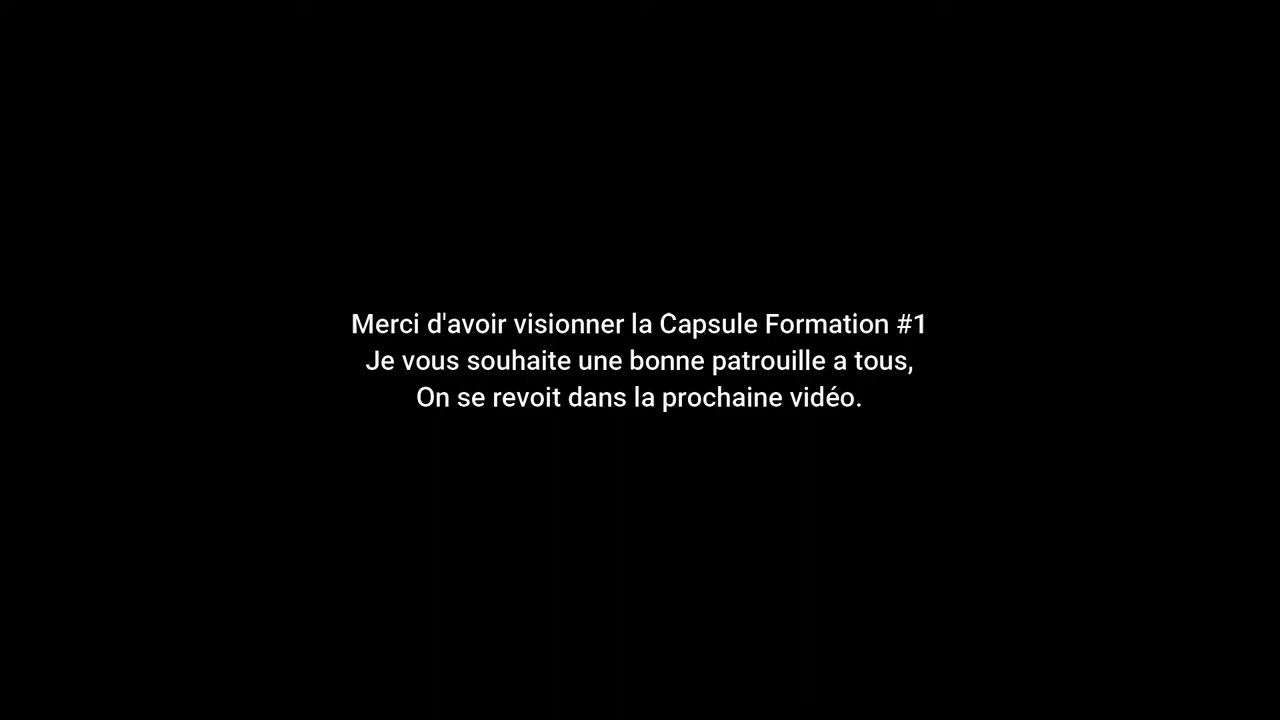 Merci d'avoir visionner la Capsule Formation #1
Je vous souhaite une bonne patrouille a tous,
On se revoit dans la prochaine vidéo.